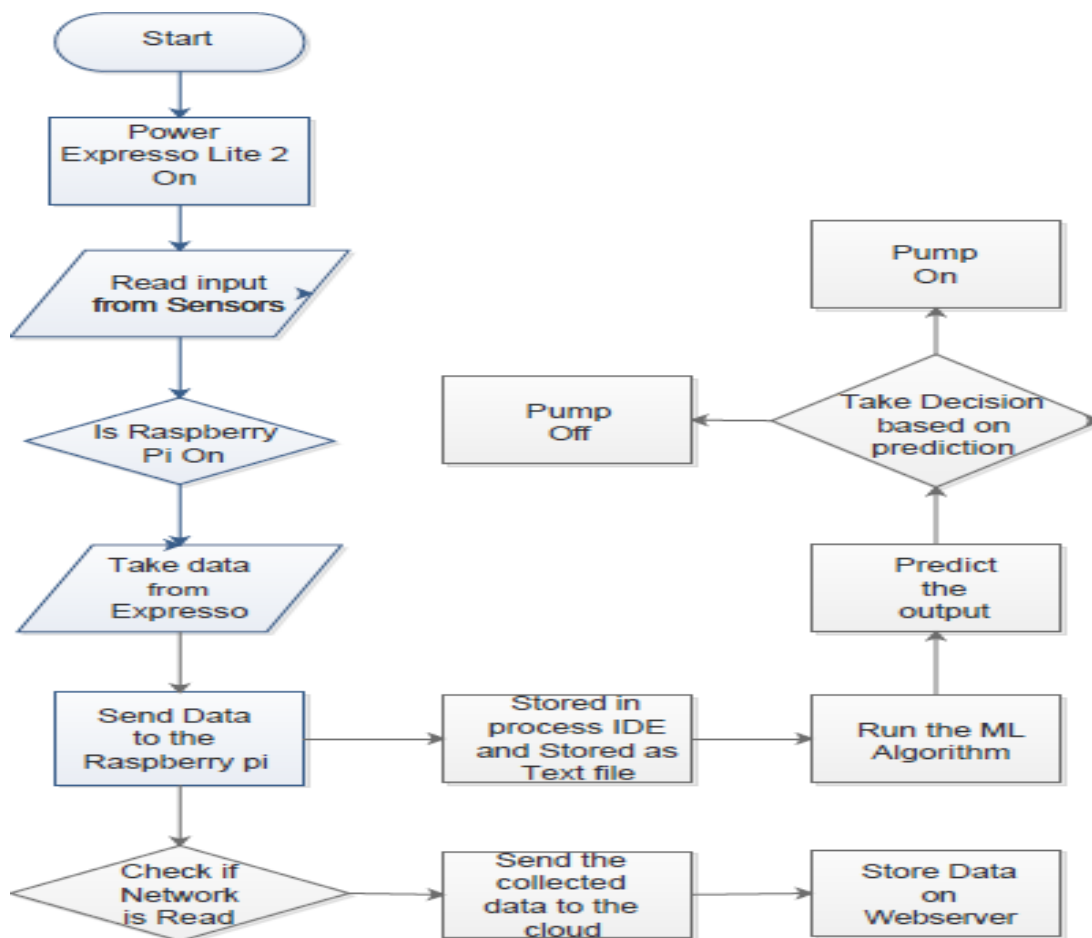 Start
Power
Expresso Lite 2
On
Read input
from Sensors
Is Raspberry
Pi On
Take data
from
Expresso
Send Data
to the
Raspberry pi
Check if
Network
is Read
Stored in
process IDE
and Stored as
Text file
Run the ML
Algorithm
Predict
the
output
Take Decision
based on
prediction
Pump
On
Pump
Off
Send the
collected
data to the
cloud
Store Data
on
Webserver